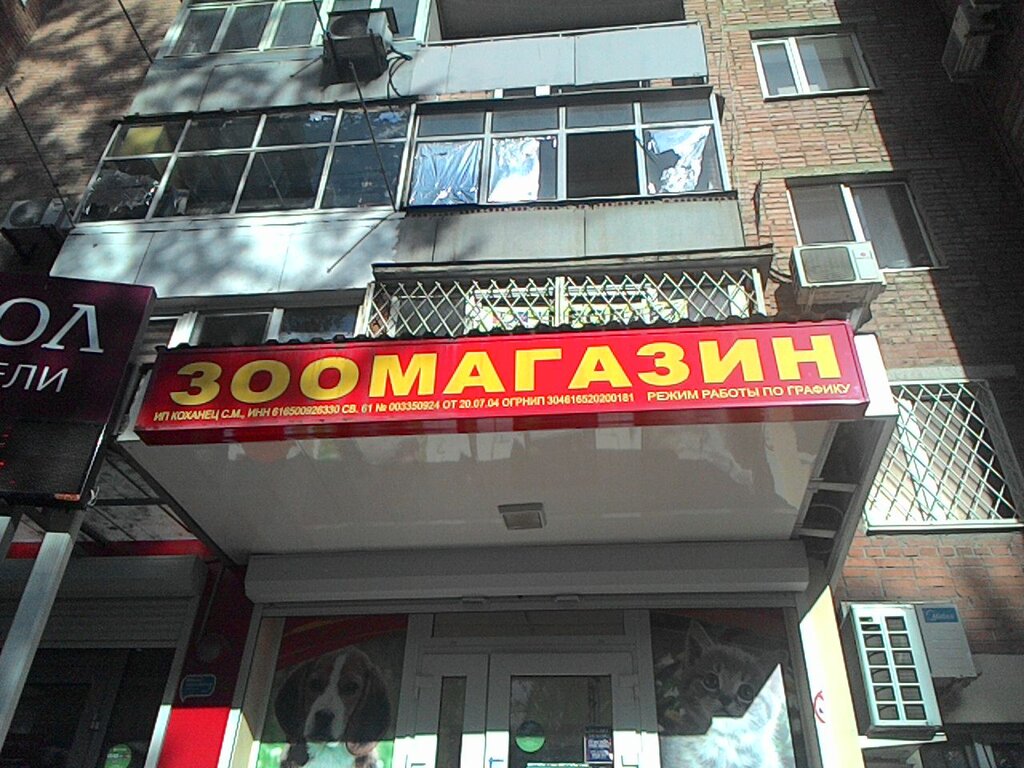 ОЛ
ЕЛИ
ЗООМАГАЗИН
ИП КОХАНЕЦ С.М., ИНН 616500926330 СВ. 61 № 003350924 ОТ 20.07.04 ОГРНИП 304616520200181 РЕЖИМ РАБОТЫ ПО ГРАФИКУ
Midea